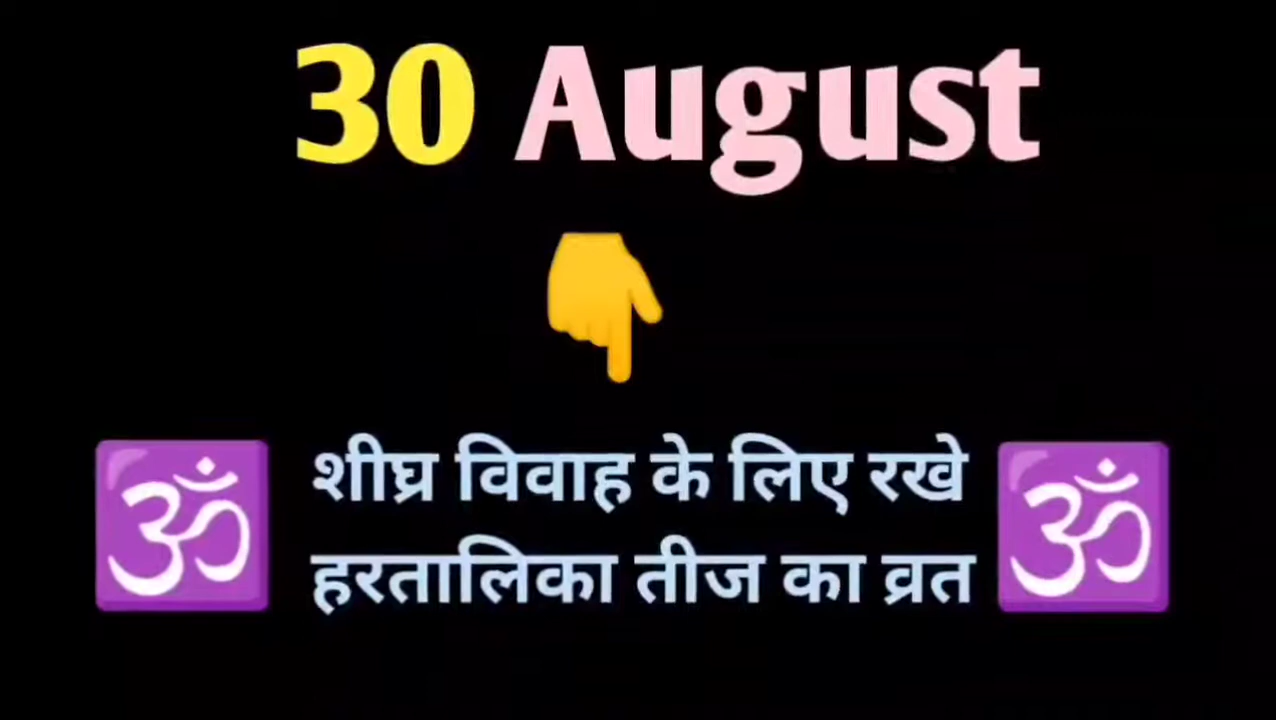 30 August
शीघ्र विवाह के लिए रखे
हरतालिका तीज का व्रत